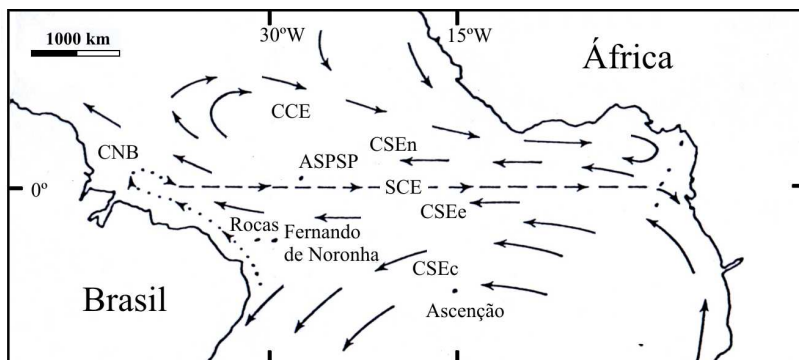 1000 km
30ºW
15ºW
África
CCE
CNB
CSEn
ASPSP
0º
SCE
CSEe
Rocas
Fernando
de Noronha
CSEc
Brasil
Ascenção